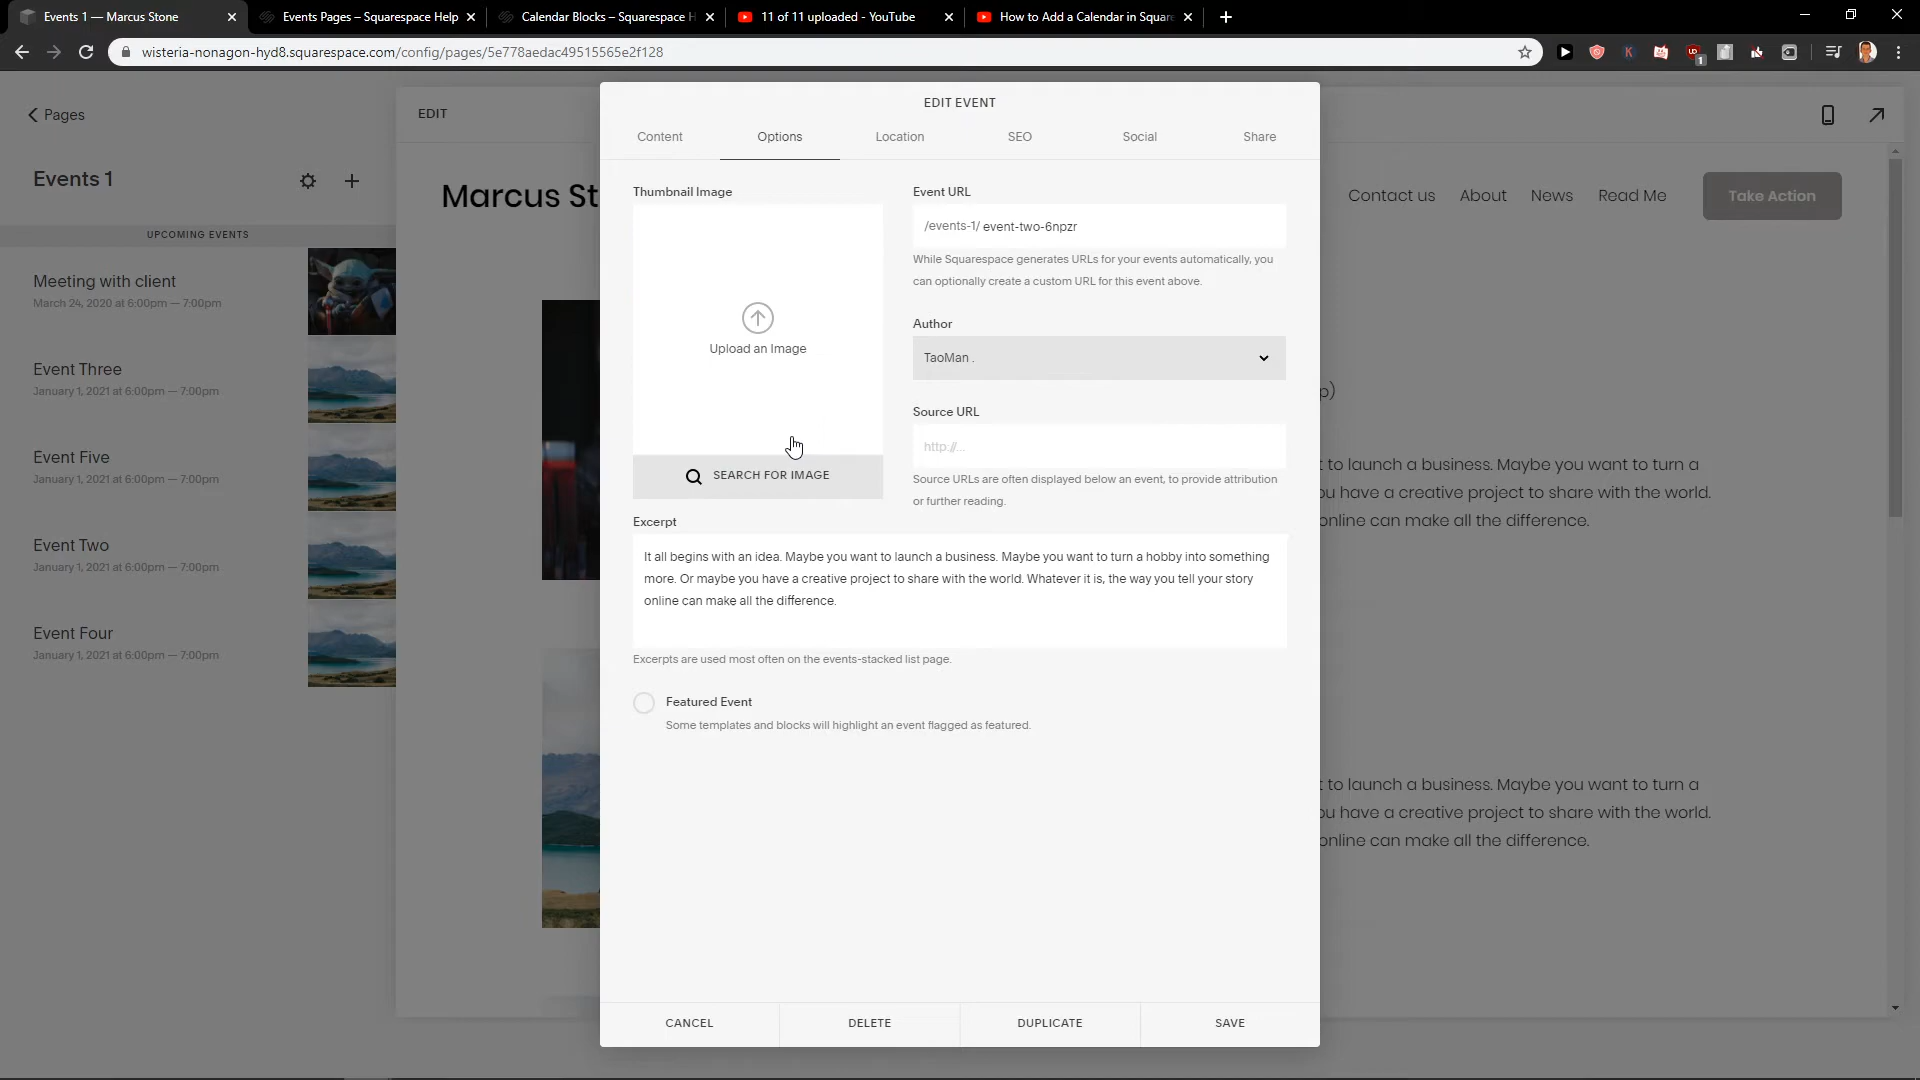 Events 1 — Marcus Stone
Events Pages – Squarespace Help
Calendar Blocks – Squarespace H
11 of 11 uploaded - YouTube
How to Add a Calendar in Square
wisteria-nonagon-hyd8.squarespace.com/config/pages/5e778aedac49515565e2f128
1
Pages
EDIT
EDIT EVENT
Content
Options
Location
SEO
Social
Share
Events 1
Marcus St
Contact us
About
News
Read Me
Take Action
UPCOMING EVENTS
Meeting with client
March 24, 2020 at 6:00pm — 7:00pm
Event Three
January 1, 2021 at 6:00pm — 7:00pm
Event Five
January 1, 2021 at 6:00pm — 7:00pm
Event Two
January 1, 2021 at 6:00pm — 7:00pm
Event Four
January 1, 2021 at 6:00pm — 7:00pm
Thumbnail Image
Upload an Image
SEARCH FOR IMAGE
Event URL
/events-1/ event-two-6npzr
While Squarespace generates URLs for your events automatically, you
can optionally create a custom URL for this event above.
Author
TaoMan .
Source URL
http://...
Source URLs are often displayed below an event, to provide attribution
or further reading.
Excerpt
It all begins with an idea. Maybe you want to launch a business. Maybe you want to turn a hobby into something
more. Or maybe you have a creative project to share with the world. Whatever it is, the way you tell your story
online can make all the difference.
Excerpts are used most often on the events-stacked list page.
Featured Event
Some templates and blocks will highlight an event flagged as featured.
p)
t to launch a business. Maybe you want to turn a
ou have a creative project to share with the world.
online can make all the difference.
t to launch a business. Maybe you want to turn a
ou have a creative project to share with the world.
online can make all the difference.
CANCEL
DELETE
DUPLICATE
SAVE